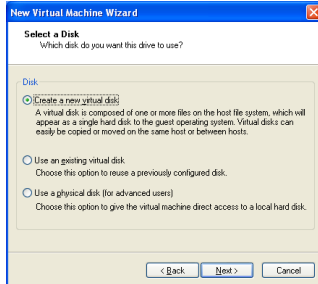 New Virtual Machine Wizard
Select a Disk
Which disk do you want this drive to use?
Disk
Create a new virtual disk
A virtual disk is composed of one or more files on the host file system, which will
appear as a single hard disk to the guest operating system. Virtual disks can
easily be copied or moved on the same host or between hosts.
Use an existing virtual disk
Choose this option to reuse a previously configured disk.
Use a physical disk (for advanced users)
Choose this option to give the virtual machine direct access to a local hard disk.
< Back Next > Cancel